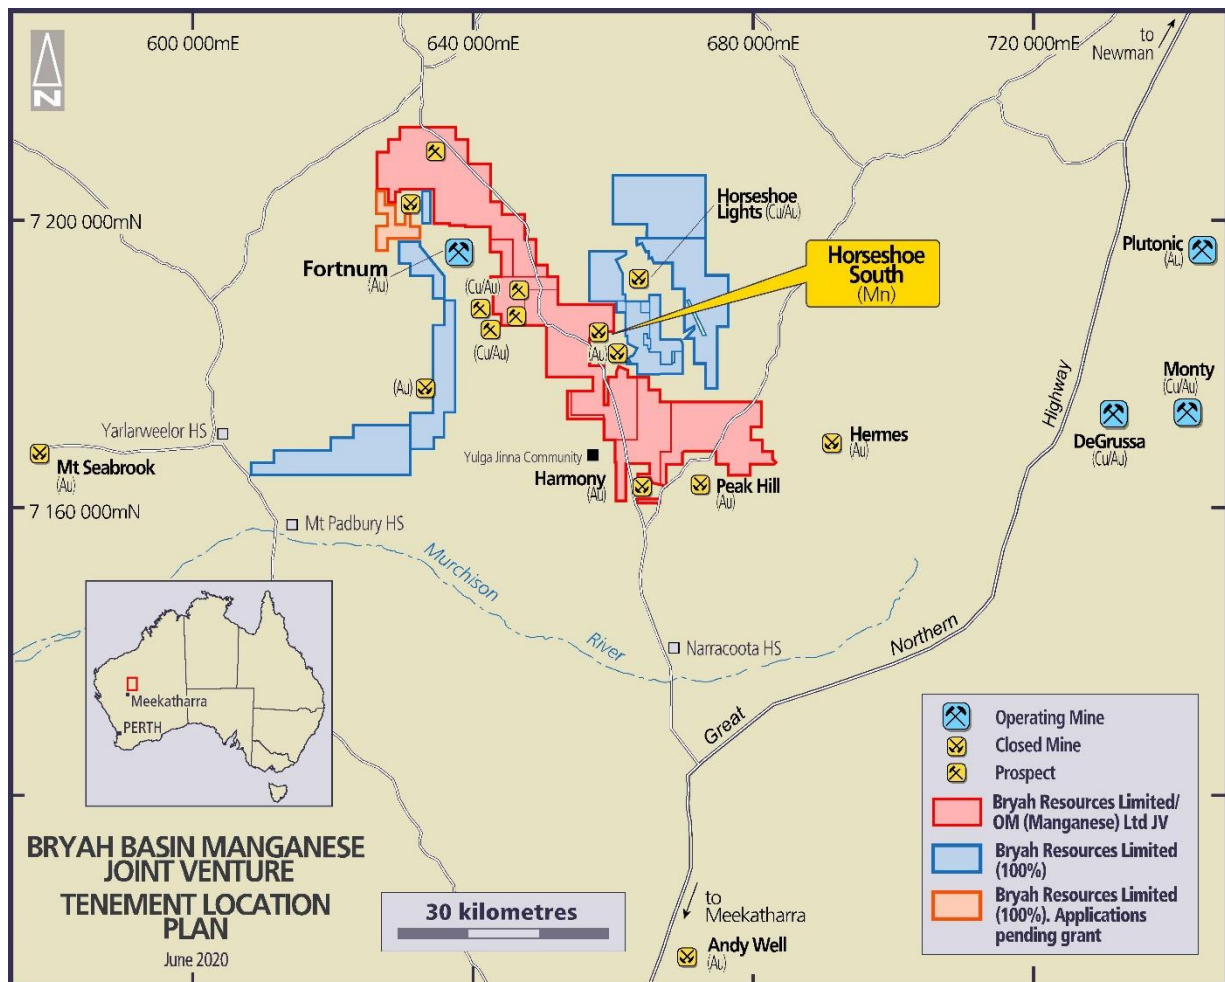 600 000mE
640 000mE
680 000mE
720 000mE
to
Newman
N
7 200 000mN
Horseshoe
Lights (Cu/Au)
Horseshoe
South
(Mn)
Plutonic
(Au)
Fortnum
(Au)
(Cu/Au)
(Cu/Au)
(Au)
(Au)
Highway
Monty
(Cu/Au)
DeGrussa
(Cu/Au)
Yarlarweelor HS
Mt Seabrook
(Au)
Yulga Jinna Community
Harmony
(Au)
Hermes
(Au)
Peak Hill
(Au)
7 160 000mN
Mt Padbury HS
Murchison
River
Narracoota HS
Northern
Great
Meekatharra
PERTH
BRYAH BASIN MANGANESE
JOINT VENTURE
TENEMENT LOCATION
PLAN
June 2020
30 kilometres
to
Meekatharra
Andy Well
(Au)
Operating Mine
Closed Mine
Prospect
Bryah Resources Limited/
OM (Manganese) Ltd JV
Bryah Resources Limited
(100%)
Bryah Resources Limited
(100%). Applications
pending grant